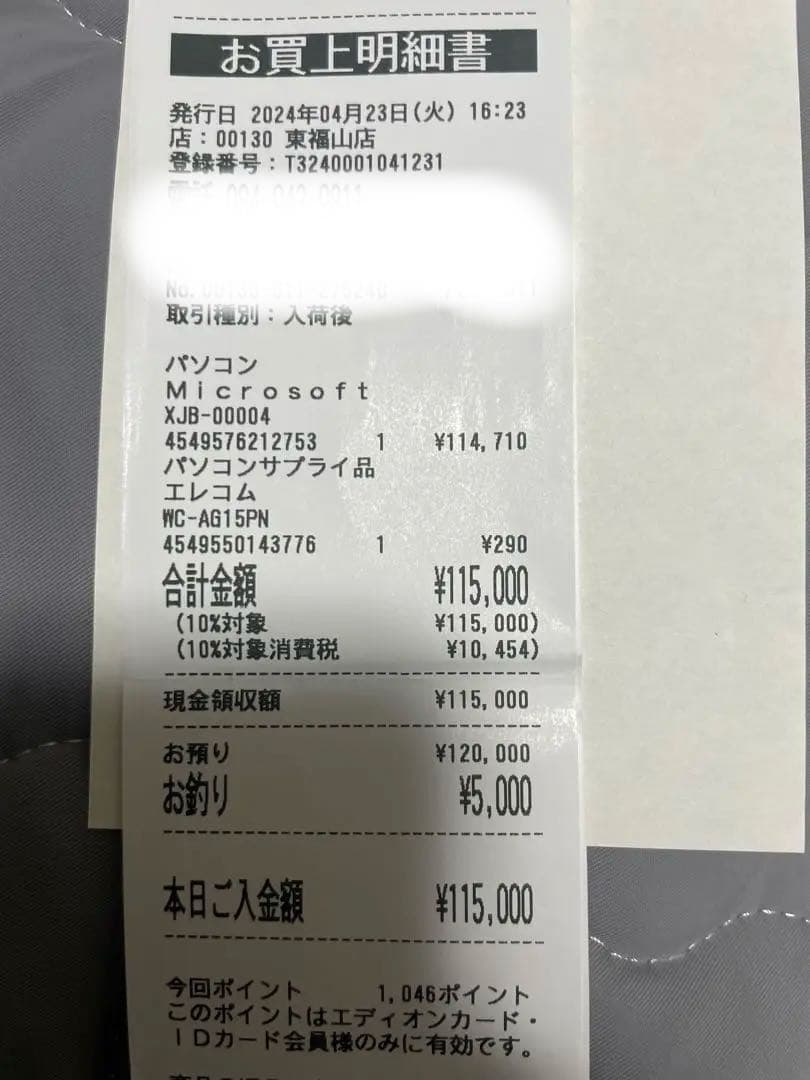 お買上明細書
発行日 2024年04月23日(火) 16:23
店:00130 東福山店
登録番号:T3240001041231
取引種別:入荷後
パソコン
Microsoft
XJB-00004
4549576212753 1 ¥114,710
パソコンサプライ品
エレコム
WC-AG15PN
4549550143776 1 ¥290
合計金額 ¥115,000
(10%対象 ¥115,000)
(10%対象消費税 ¥10,454)
現金領収額 ¥115,000
お預り ¥120,000
お釣り ¥5,000
本日ご入金額 ¥115,000
今回ポイント 1,046ポイント
このポイントはエディオンカード・
IDカード会員様のみに有効です。